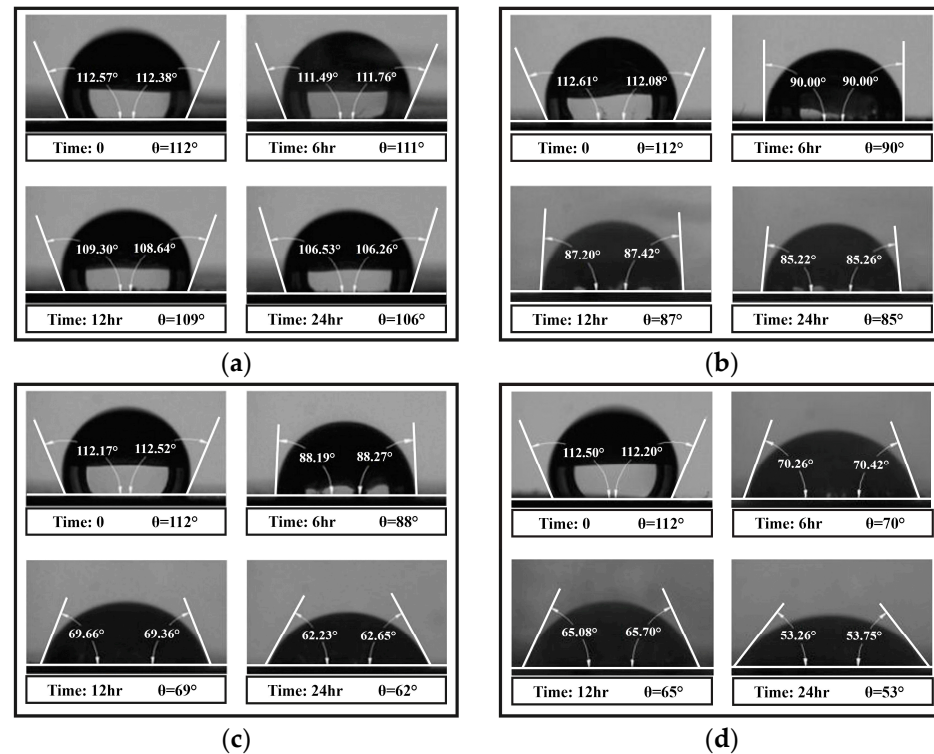 112.57° 112.38° 111.49° 111.76°
Time: 0 θ=112° Time: 6hr θ=111°
109.30° 108.64° 106.53° 106.26°
Time: 12hr θ=109° Time: 24hr θ=106°
(a)
112.61° 112.08° 90.00° 90.00°
Time: 0 θ=112° Time: 6hr θ=90°
87.20° 87.42° 85.22° 85.26°
Time: 12hr θ=87° Time: 24hr θ=85°
(b)
112.17° 112.52° 88.19° 88.27°
Time: 0 θ=112° Time: 6hr θ=88°
69.66° 69.36° 62.23° 62.65°
Time: 12hr θ=69° Time: 24hr θ=62°
(c)
112.50° 112.20° 70.26° 70.42°
Time: 0 θ=112° Time: 6hr θ=70°
65.08° 65.70° 53.26° 53.75°
Time: 12hr θ=65° Time: 24hr θ=53°
(d)